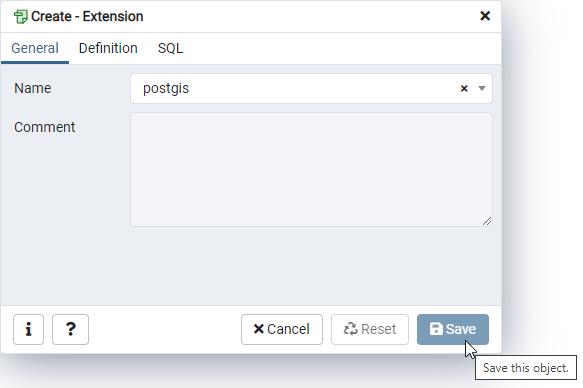 Create - Extension
General Definition SQL
Name postgis
Comment
Cancel Reset Save
Save this object.